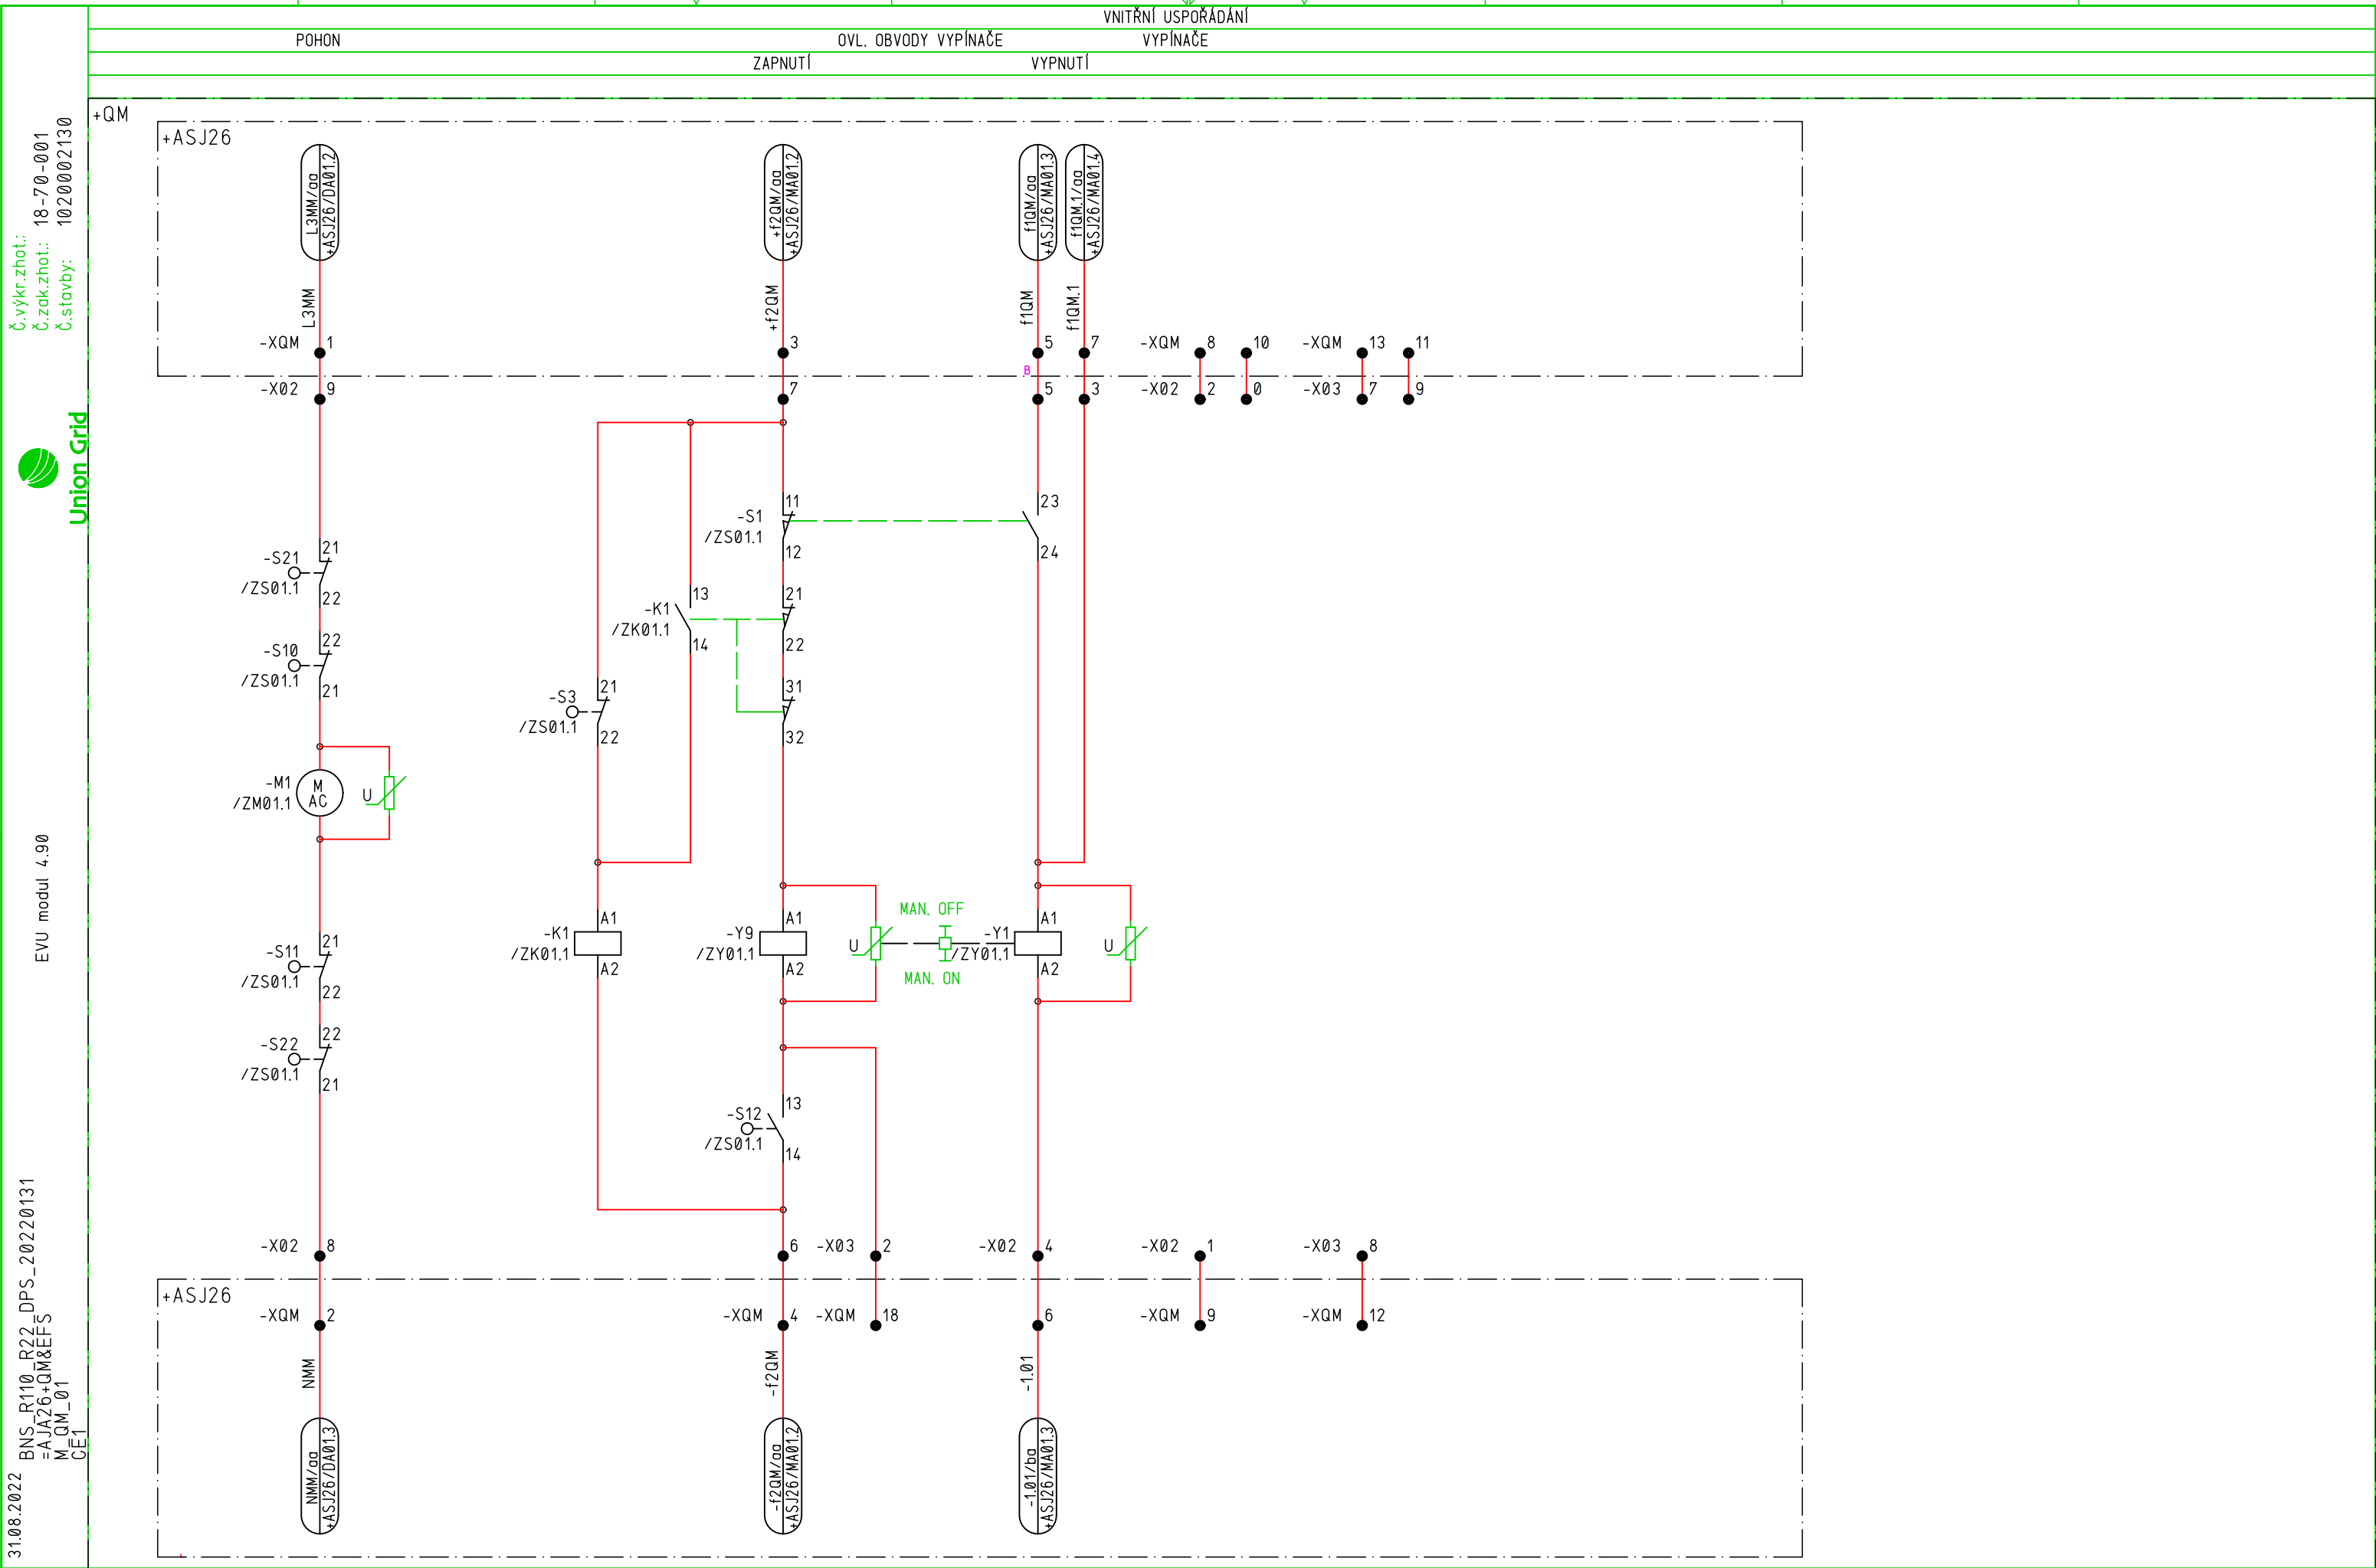 VNITŘNÍ USPOŘÁDÁNÍ
POHON
OVL. OBVODY VYPÍNAČE
VYPÍNAČE
ZAPNUTÍ
VYPNUTÍ
Č.výkr.zhot.:
Č.zak.zhot.: 18-70-001
Č.stavby: 1020002130
Union Grid
EVU modul 4.90
BNS_R110_R22_DPS_20220131
=AJA26+QM&EFS
M_QM_01
CE1
31.08.2022
+QM
+ASJ26
L3MM/aa
+ASJ26/DA01.2
+f2QM/aa
+ASJ26/MA01.2
f1QM/aa
+ASJ26/MA01.3
f1QM.1/aa
+ASJ26/MA01.4
L3MM
+f2QM
f1QM
f1QM.1
-XQM 1
3
5
7
-XQM 8
10
-XQM 13
11
B
-X02 9
7
5
3
-X02 2
0
-X03 7
9
-S1
/ZS01.1
11
12
23
24
-S21
/ZS01.1
21
22
-K1
/ZK01.1
13
14
21
22
-S10
/ZS01.1
22
21
-S3
/ZS01.1
21
22
31
32
-M1
/ZM01.1
M
AC
U
-K1
/ZK01.1
A1
A2
-Y9
/ZY01.1
A1
A2
U
MAN. OFF
MAN. ON
-Y1
/ZY01.1
A1
A2
U
-S11
/ZS01.1
21
22
-S22
/ZS01.1
22
21
-S12
/ZS01.1
13
14
-X02 8
6
-X03 2
-X02 4
-X02 1
-X03 8
+ASJ26
-XQM 2
-XQM 4
-XQM 18
6
-XQM 9
-XQM 12
NMM
-f2QM
-1.01
NMM/aa
+ASJ26/DA01.3
-f2QM/aa
+ASJ26/MA01.2
-1.01/ba
+ASJ26/MA01.3